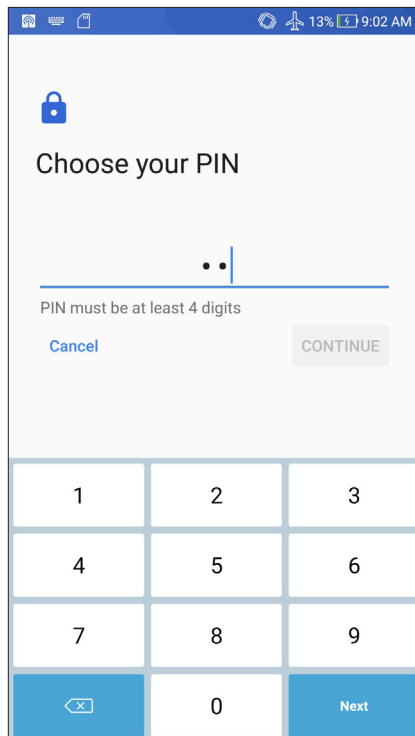 13% 9:02 AM
Choose your PIN
••
PIN must be at least 4 digits
Cancel CONTINUE
1 2 3
4 5 6
7 8 9
0 Next